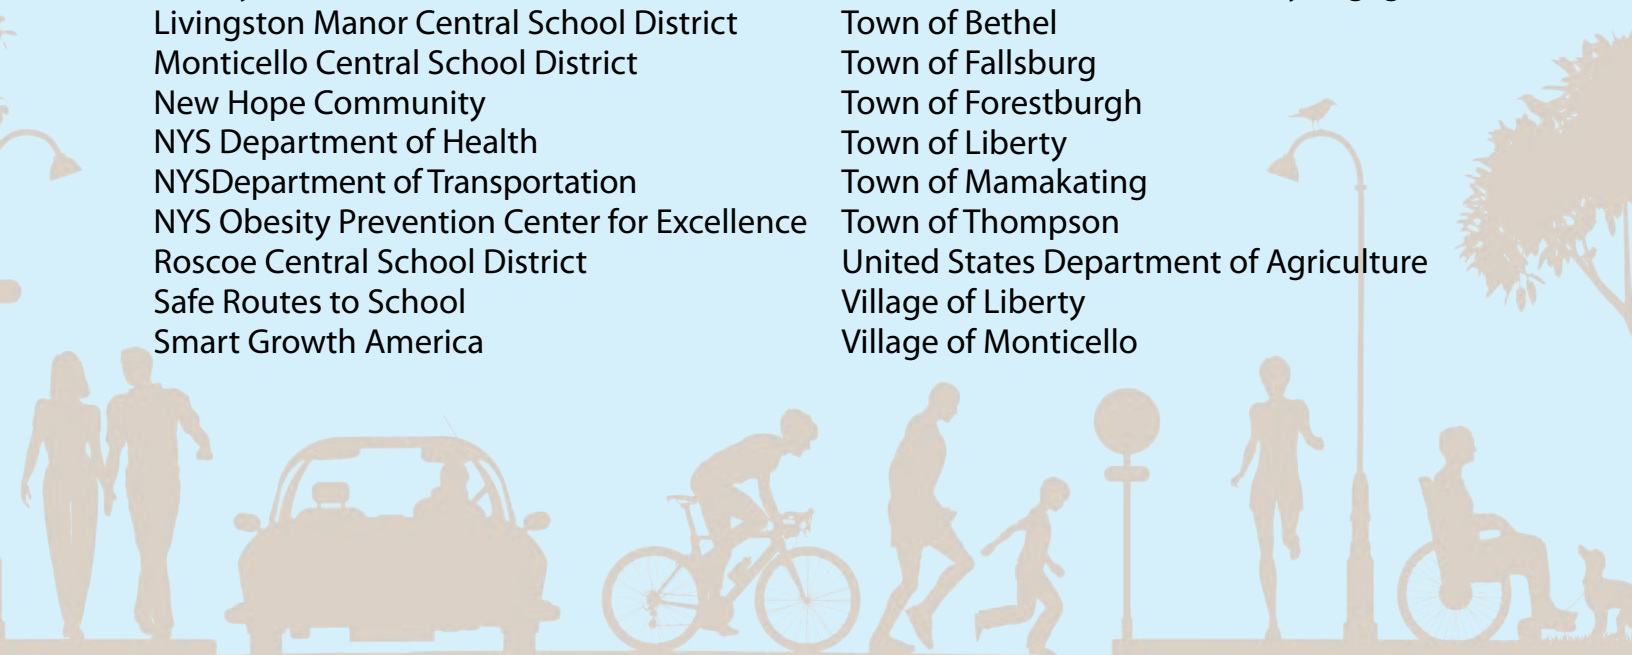 Livingston Manor Central School District
Monticello Central School District
New Hope Community
NYS Department of Health
NYSDepartment of Transportation
NYS Obesity Prevention Center for Excellence
Roscoe Central School District
Safe Routes to School
Smart Growth America
Town of Bethel
Town of Fallsburg
Town of Forestburgh
Town of Liberty
Town of Mamakating
Town of Thompson
United States Department of Agriculture
Village of Liberty
Village of Monticello